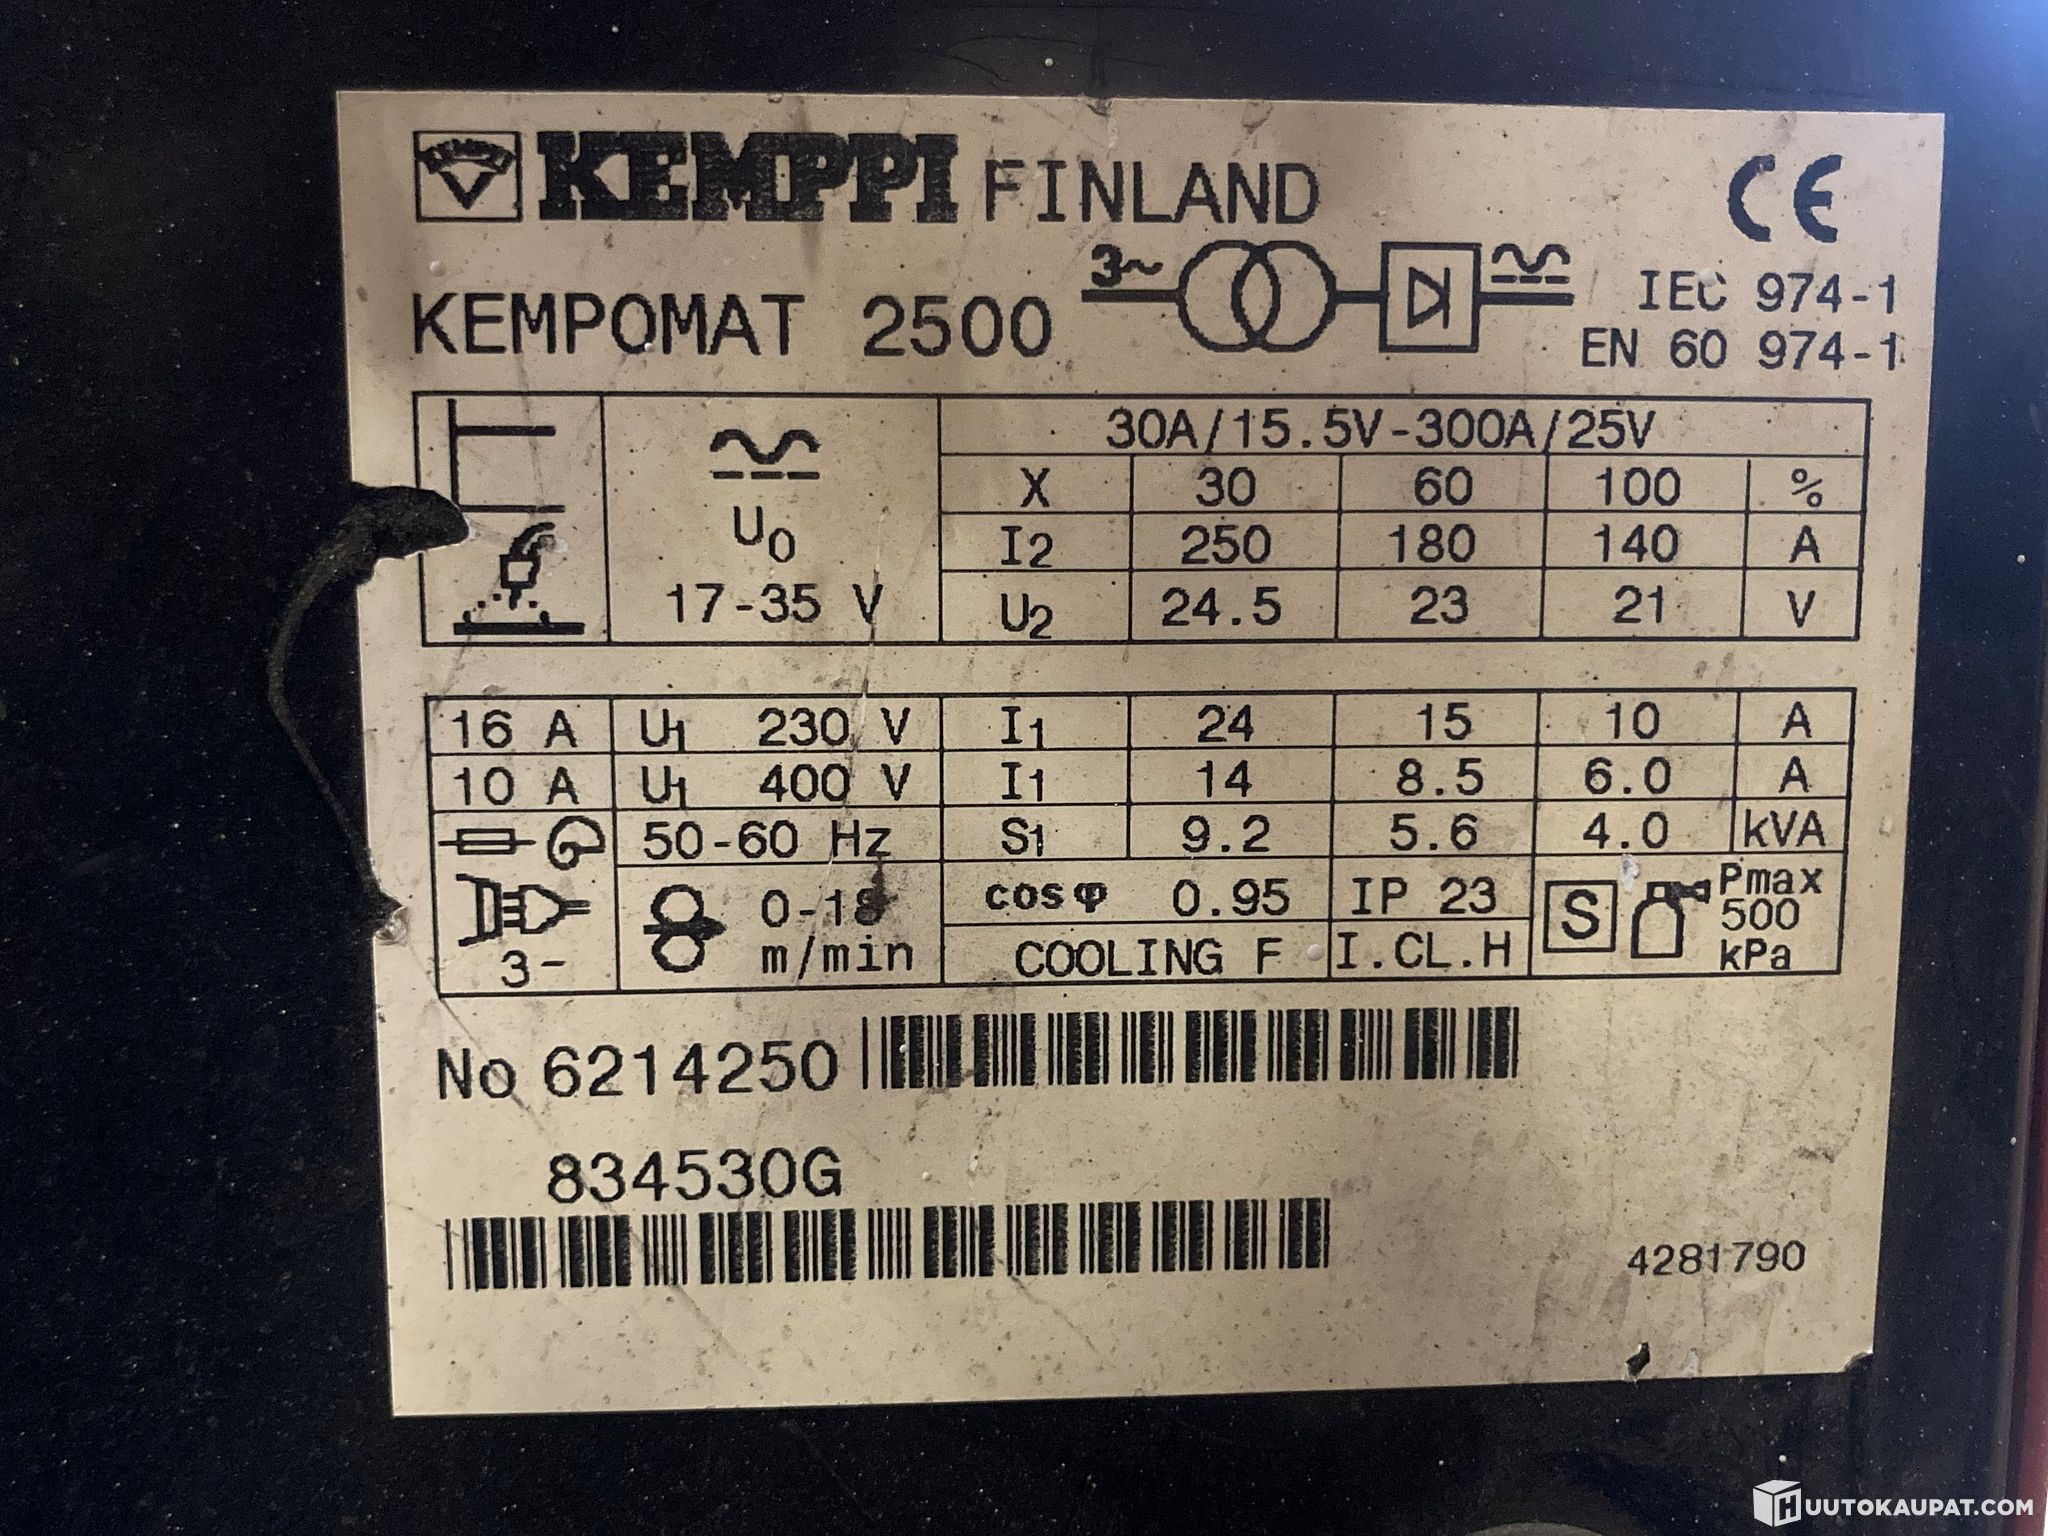 KEMPPI KEMPPI FINLAND CE
KEMPOMAT 2500 3~ IEC 974-1
EN 60 974-1
30A/15.5V-300A/25V
X 30 60 100 %
U0 I2 250 180 140 A
17-35 V U2 24.5 23 21 V
16 A U1 230 V I1 24 15 10 A
10 A U1 400 V I1 14 8.5 6.0 A
50-60 Hz S1 9.2 5.6 4.0 kVA
0-18 m/min cosφ 0.95 IP 23 S Pmax 500 kPa
3~ COOLING F I.CL.H
No 6214250
834530G
4281790
HUUTOKAUPAT.COM